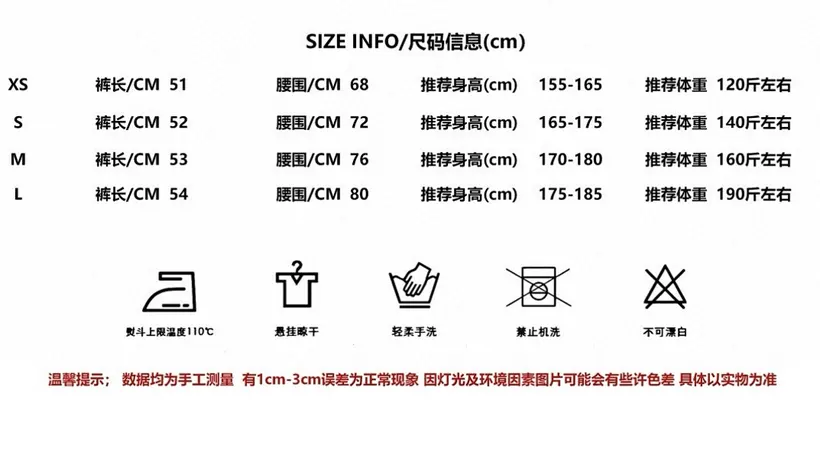 SIZE INFO/尺码信息(cm)
XS 裤长/CM 51 腰围/CM 68 推荐身高(cm) 155-165 推荐体重 120斤左右
S 裤长/CM 52 腰围/CM 72 推荐身高(cm) 165-175 推荐体重 140斤左右
M 裤长/CM 53 腰围/CM 76 推荐身高(cm) 170-180 推荐体重 160斤左右
L 裤长/CM 54 腰围/CM 80 推荐身高(cm) 175-185 推荐体重 190斤左右
熨斗上限温度110℃ 悬挂晾干 轻柔手洗 禁止机洗 不可漂白
温馨提示； 数据均为手工测量 有1cm-3cm误差为正常现象 因灯光及环境因素图片可能会有些许色差 具体以实物为准